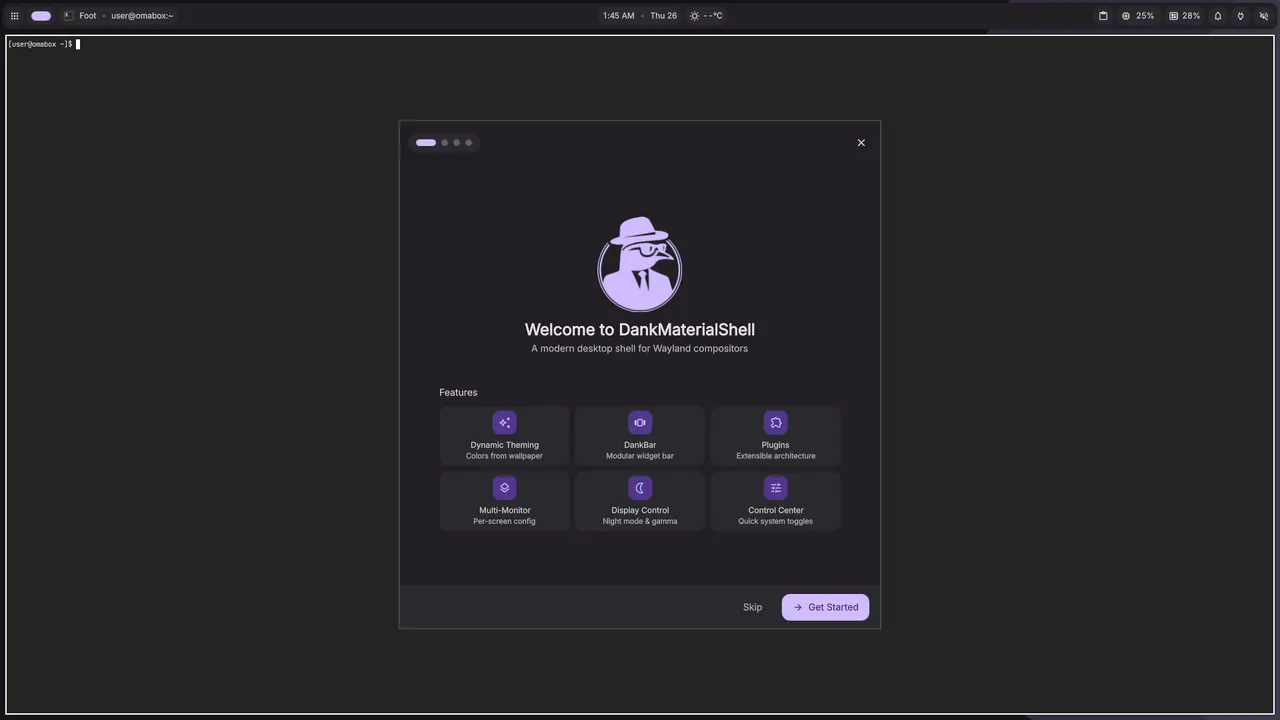 Foot • user@omabox:~
1:45 AM • Thu 26 --°C
25% 28%
[user@omabox ~]$
Welcome to DankMaterialShell
A modern desktop shell for Wayland compositors
Features
Dynamic Theming
Colors from wallpaper
DankBar
Modular widget bar
Plugins
Extensible architecture
Multi-Monitor
Per-screen config
Display Control
Night mode & gamma
Control Center
Quick system toggles
Skip
Get Started